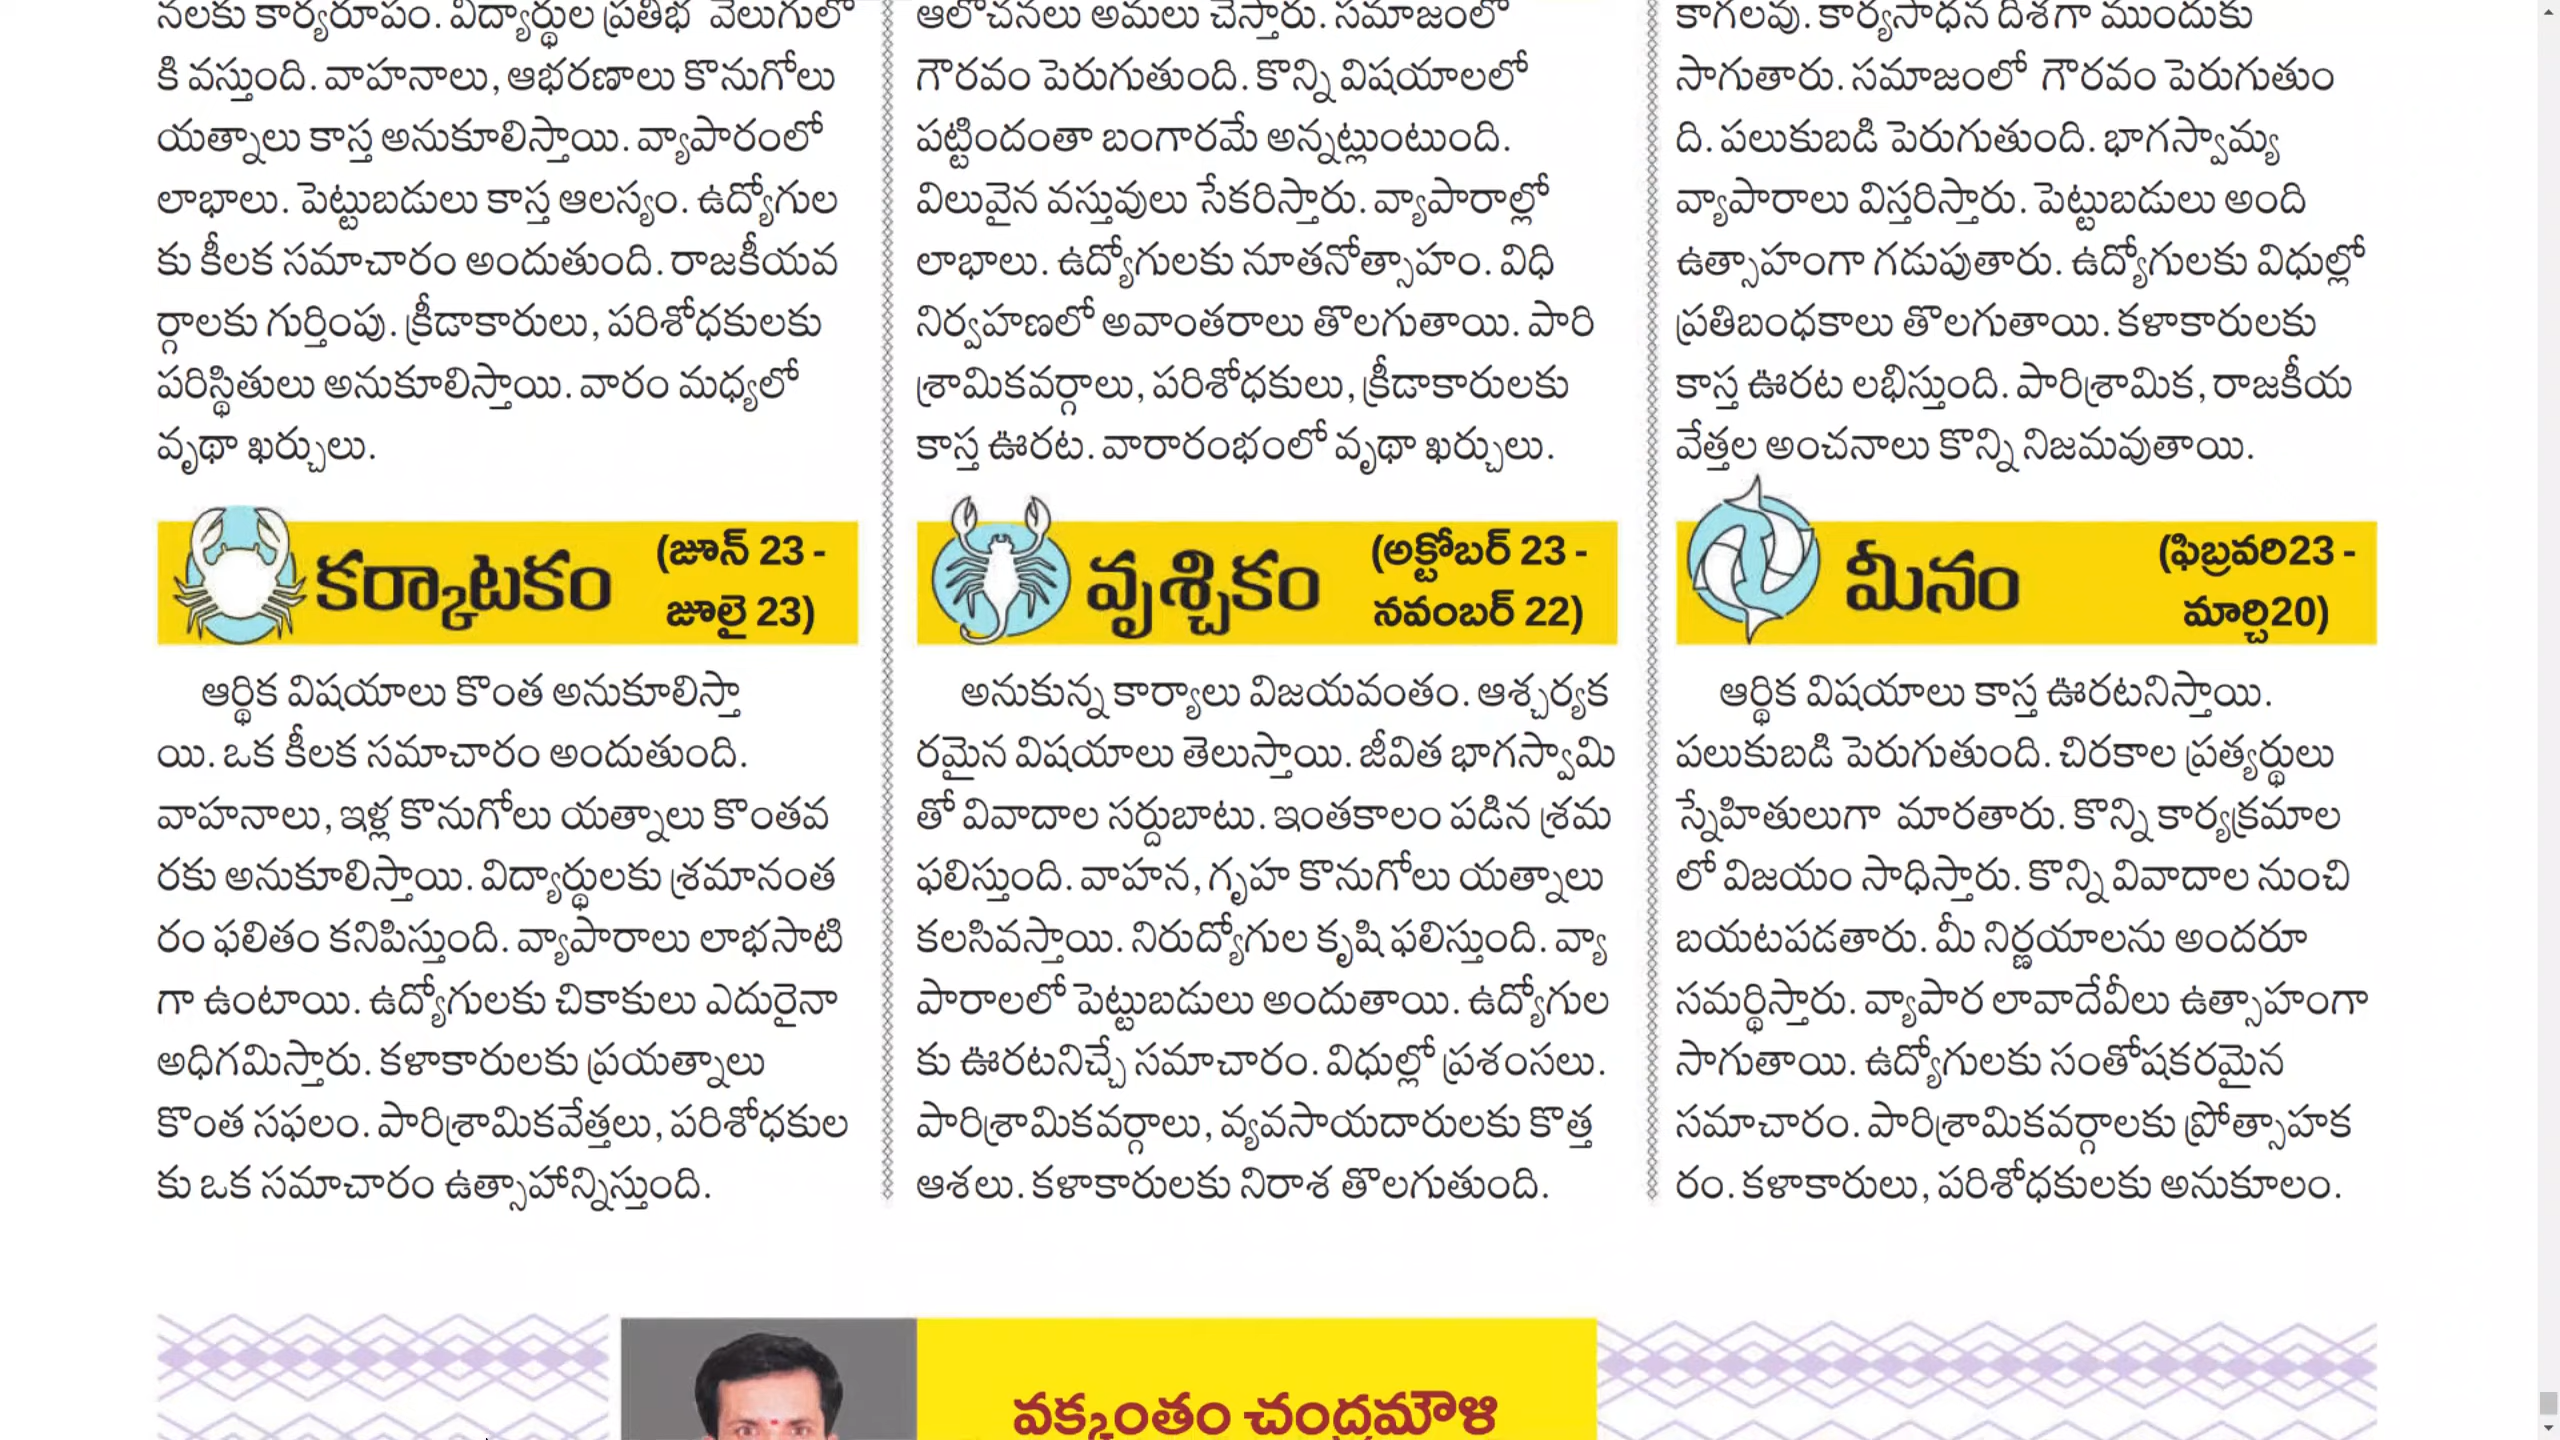 నలకు కార్యరూపం. విద్యార్థుల ప్రతిభ వెలుగులో
కి వస్తుంది. వాహనాలు, ఆభరణాలు కొనుగోలు
యత్నాలు కాస్త అనుకూలిస్తాయి. వ్యాపారంలో
లాభాలు. పెట్టుబడులు కాస్త ఆలస్యం. ఉద్యోగుల
కు కీలక సమాచారం అందుతుంది. రాజకీయవ
ర్గాలకు గుర్తింపు. క్రీడాకారులు, పరిశోధకులకు
పరిస్థితులు అనుకూలిస్తాయి. వారం మధ్యలో
వృథా ఖర్చులు.
కర్కాటకం
(జూన్ 23 -
జూలై 23)
ఆర్థిక విషయాలు కొంత అనుకూలిస్తా
యి. ఒక కీలక సమాచారం అందుతుంది.
వాహనాలు, ఇళ్ల కొనుగోలు యత్నాలు కొంతవ
రకు అనుకూలిస్తాయి. విద్యార్థులకు శ్రమానంత
రం ఫలితం కనిపిస్తుంది. వ్యాపారాలు లాభసాటి
గా ఉంటాయి. ఉద్యోగులకు చికాకులు ఎదురైనా
అధిగమిస్తారు. కళాకారులకు ప్రయత్నాలు
కొంత సఫలం. పారిశ్రామికవేత్తలు, పరిశోధకుల
కు ఒక సమాచారం ఉత్సాహాన్నిస్తుంది.
ఆలోచనలు అమలు చేస్తారు. సమాజంలో
గౌరవం పెరుగుతుంది. కొన్ని విషయాలలో
పట్టిందంతా బంగారమే అన్నట్లుంటుంది.
విలువైన వస్తువులు సేకరిస్తారు. వ్యాపారాల్లో
లాభాలు. ఉద్యోగులకు నూతనోత్సాహం. విధి
నిర్వహణలో అవాంతరాలు తొలగుతాయి. పారి
శ్రామికవర్గాలు, పరిశోధకులు, క్రీడాకారులకు
కాస్త ఊరట. వారారంభంలో వృథా ఖర్చులు.
వృశ్చికం
(అక్టోబర్ 23 -
నవంబర్ 22)
అనుకున్న కార్యాలు విజయవంతం. ఆశ్చర్యక
రమైన విషయాలు తెలుస్తాయి. జీవిత భాగస్వామి
తో వివాదాల సర్దుబాటు. ఇంతకాలం పడిన శ్రమ
ఫలిస్తుంది. వాహన, గృహ కొనుగోలు యత్నాలు
కలసివస్తాయి. నిరుద్యోగుల కృషి ఫలిస్తుంది. వ్యా
పారాలలో పెట్టుబడులు అందుతాయి. ఉద్యోగుల
కు ఊరటనిచ్చే సమాచారం. విధుల్లో ప్రశంసలు.
పారిశ్రామికవర్గాలు, వ్యవసాయదారులకు కొత్త
ఆశలు. కళాకారులకు నిరాశ తొలగుతుంది.
కాగలవు. కార్యసాధన దిశగా ముందుకు
సాగుతారు. సమాజంలో గౌరవం పెరుగుతుం
ది. పలుకుబడి పెరుగుతుంది. భాగస్వామ్య
వ్యాపారాలు విస్తరిస్తారు. పెట్టుబడులు అంది
ఉత్సాహంగా గడుపుతారు. ఉద్యోగులకు విధుల్లో
ప్రతిబంధకాలు తొలగుతాయి. కళాకారులకు
కాస్త ఊరట లభిస్తుంది. పారిశ్రామిక, రాజకీయ
వేత్తల అంచనాలు కొన్ని నిజమవుతాయి.
మీనం
(ఫిబ్రవరి23 -
మార్చి20)
ఆర్థిక విషయాలు కాస్త ఊరటనిస్తాయి.
పలుకుబడి పెరుగుతుంది. చిరకాల ప్రత్యర్థులు
స్నేహితులుగా మారతారు. కొన్ని కార్యక్రమాల
లో విజయం సాధిస్తారు. కొన్ని వివాదాల నుంచి
బయటపడతారు. మీ నిర్ణయాలను అందరూ
సమర్థిస్తారు. వ్యాపార లావాదేవీలు ఉత్సాహంగా
సాగుతాయి. ఉద్యోగులకు సంతోషకరమైన
సమాచారం. పారిశ్రామికవర్గాలకు ప్రోత్సాహక
రం. కళాకారులు, పరిశోధకులకు అనుకూలం.
వక్కంతం చంద్రమౌళి